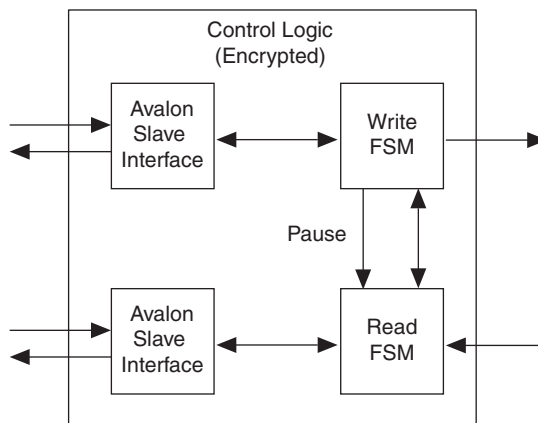 Control Logic
(Encrypted)
Avalon
Slave
Interface
Write
FSM
Pause
Avalon
Slave
Interface
Read
FSM